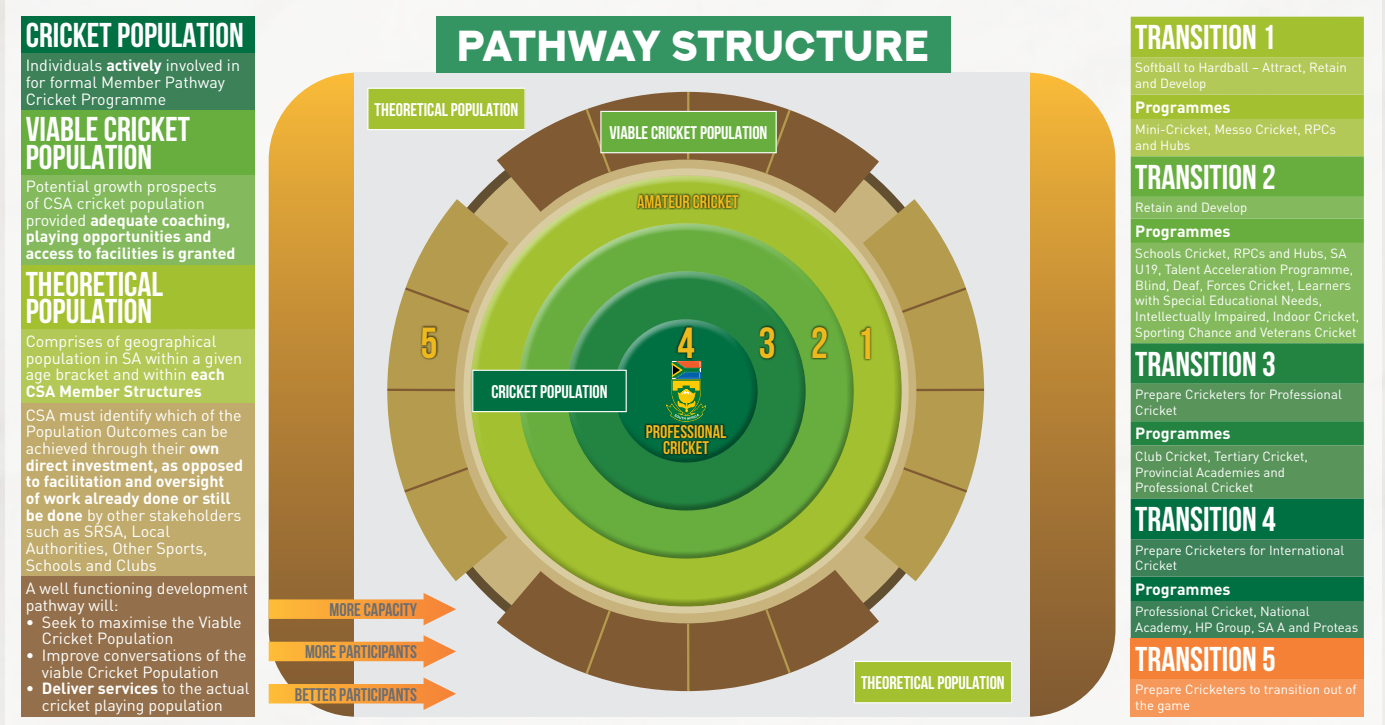 PATHWAY STRUCTURE
CRICKET POPULATION
Individuals actively involved in
for formal Member Pathway
Cricket Programme
VIABLE CRICKET
POPULATION
Potential growth prospects
of CSA cricket population
provided adequate coaching,
playing opportunities and
access to facilities is granted
THEORETICAL
POPULATION
Comprises of geographical
population in SA within a given
age bracket and within each
CSA Member Structures
CSA must identify which of the
Population Outcomes can be
achieved through their own
direct investment, as opposed
to facilitation and oversight
of work already done or still
be done by other stakeholders
such as SRSA, Local
Authorities, Other Sports,
Schools and Clubs
A well functioning development
pathway will:
• Seek to maximise the Viable
Cricket Population
• Improve conversations of the
viable Cricket Population
• Deliver services to the actual
cricket playing population
THEORETICAL POPULATION
VIABLE CRICKET POPULATION
AMATEUR CRICKET
5
4
3
2
1
CRICKET POPULATION
SOUTH AFRICA
PROFESSIONAL
CRICKET
MORE CAPACITY
MORE PARTICIPANTS
BETTER PARTICIPANTS
THEORETICAL POPULATION
TRANSITION 1
Softball to Hardball – Attract, Retain
and Develop
Programmes
Mini-Cricket, Messo Cricket, RPCs
and Hubs
TRANSITION 2
Retain and Develop
Programmes
Schools Cricket, RPCs and Hubs, SA
U19, Talent Acceleration Programme,
Blind, Deaf, Forces Cricket, Learners
with Special Educational Needs,
Intellectually Impaired, Indoor Cricket,
Sporting Chance and Veterans Cricket
TRANSITION 3
Prepare Cricketers for Professional
Cricket
Programmes
Club Cricket, Tertiary Cricket,
Provincial Academies and
Professional Cricket
TRANSITION 4
Prepare Cricketers for International
Cricket
Programmes
Professional Cricket, National
Academy, HP Group, SA A and Proteas
TRANSITION 5
Prepare Cricketers to transition out of
the game